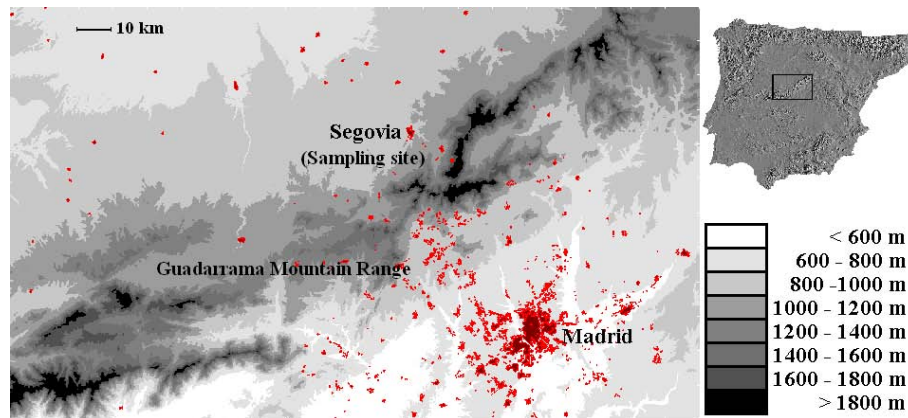 10 km
Segovia
(Sampling site)
Guadarrama Mountain Range
Madrid
< 600 m
600 - 800 m
800 -1000 m
1000 - 1200 m
1200 - 1400 m
1400 - 1600 m
1600 - 1800 m
> 1800 m